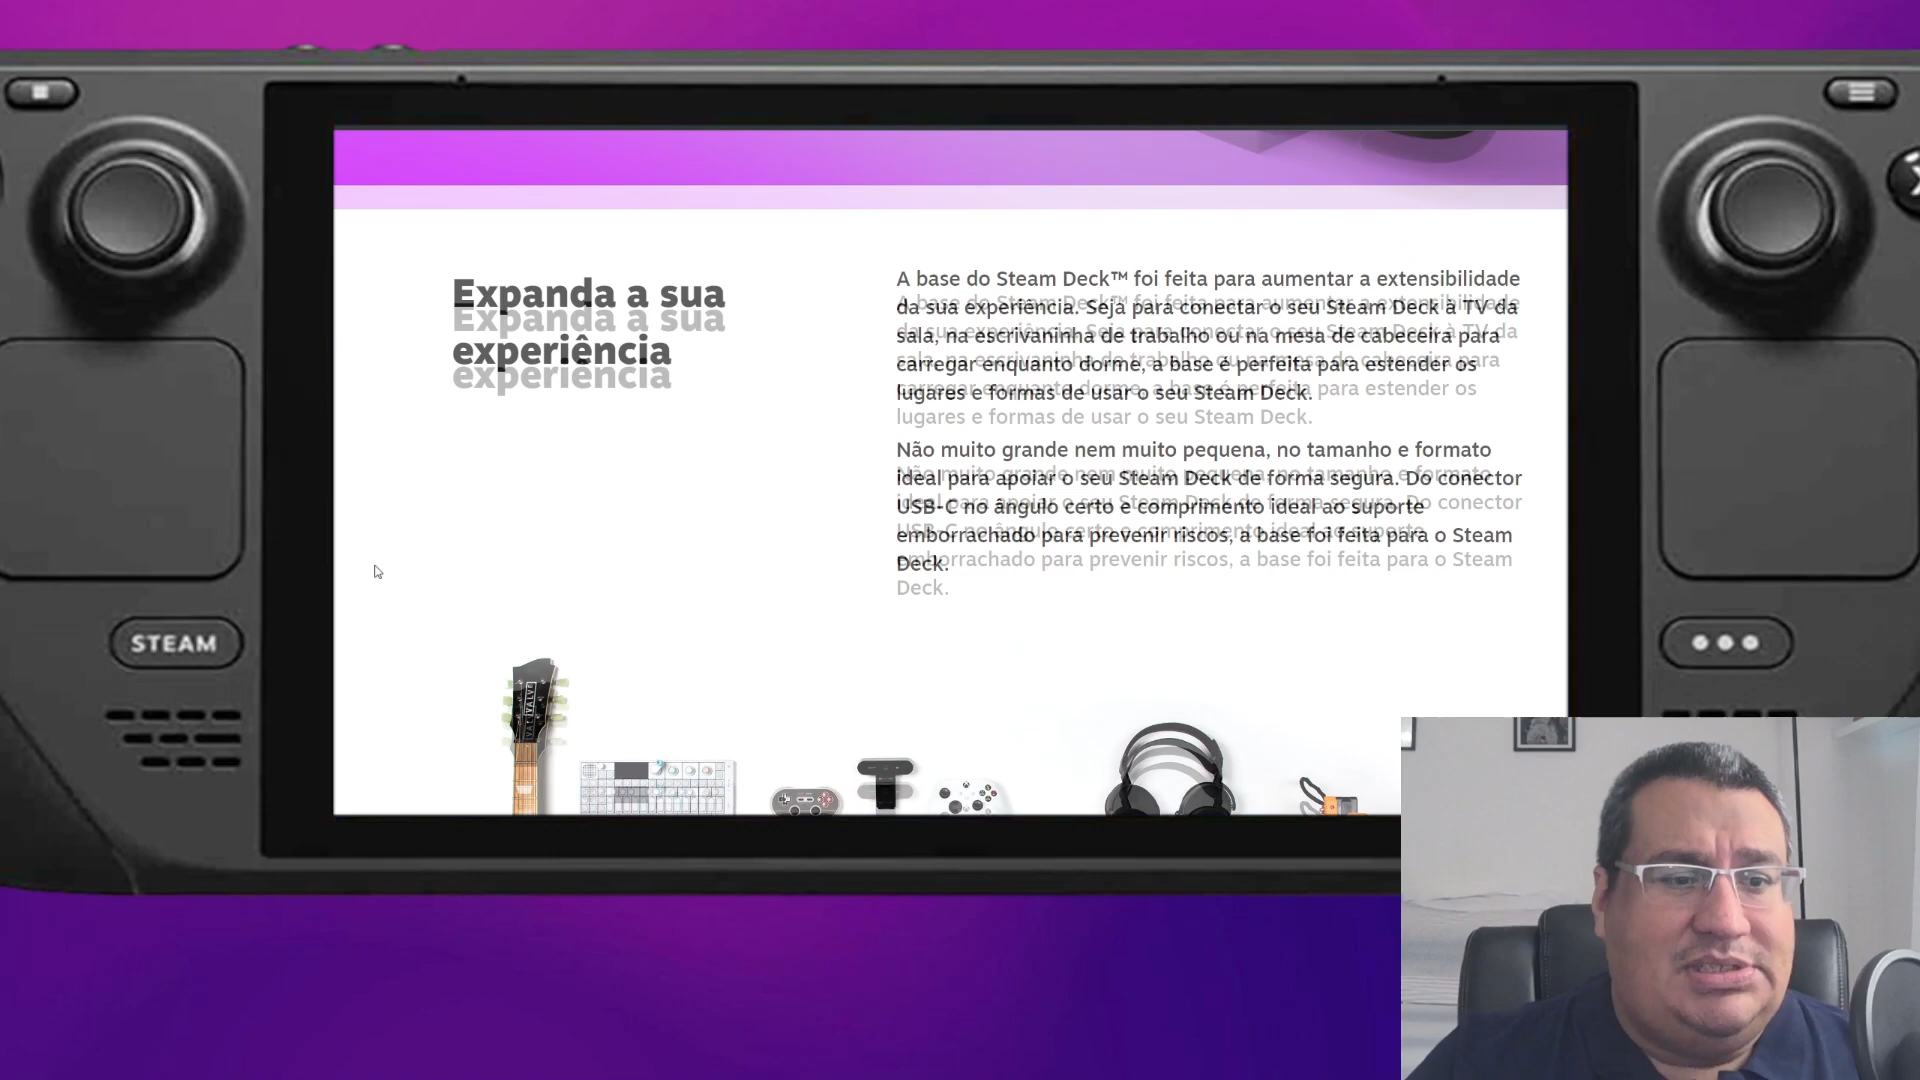 Expanda a sua
experiência
A base do Steam Deck™ foi feita para aumentar a extensibilidade
da sua experiência. Seja para conectar o seu Steam Deck à TV da
sala, na escrivaninha de trabalho ou na mesa de cabeceira para
carregar enquanto dorme, a base é perfeita para estender os
lugares e formas de usar o seu Steam Deck.
Não muito grande nem muito pequena, no tamanho e formato
ideal para apoiar o seu Steam Deck de forma segura. Do conector
USB-C no ângulo certo e comprimento ideal ao suporte
emborrachado para prevenir riscos, a base foi feita para o Steam
Deck.
STEAM
VALVE